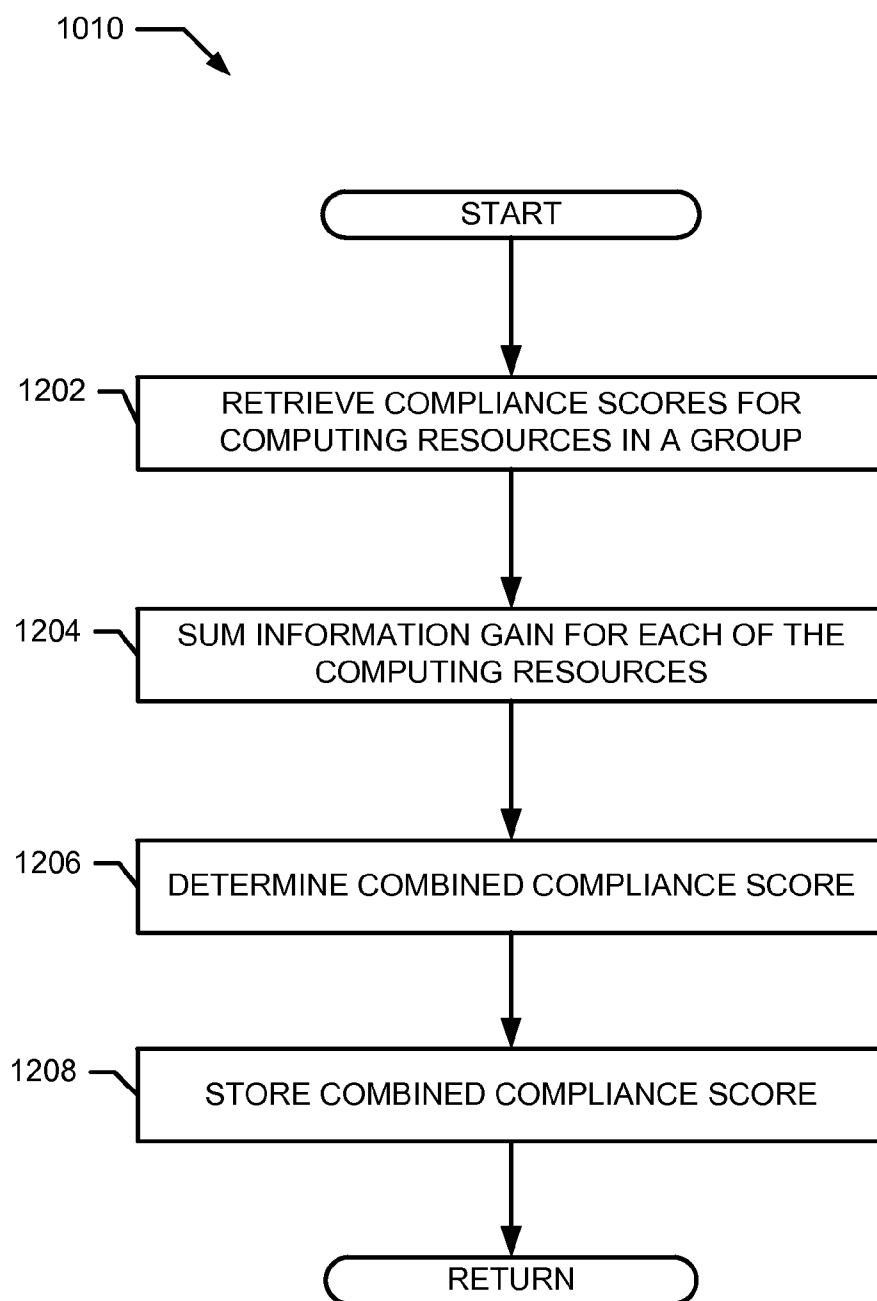 1010
START
1202
RETRIEVE COMPLIANCE SCORES FOR
COMPUTING RESOURCES IN A GROUP
1204
SUM INFORMATION GAIN FOR EACH OF THE
COMPUTING RESOURCES
1206
DETERMINE COMBINED COMPLIANCE SCORE
1208
STORE COMBINED COMPLIANCE SCORE
RETURN